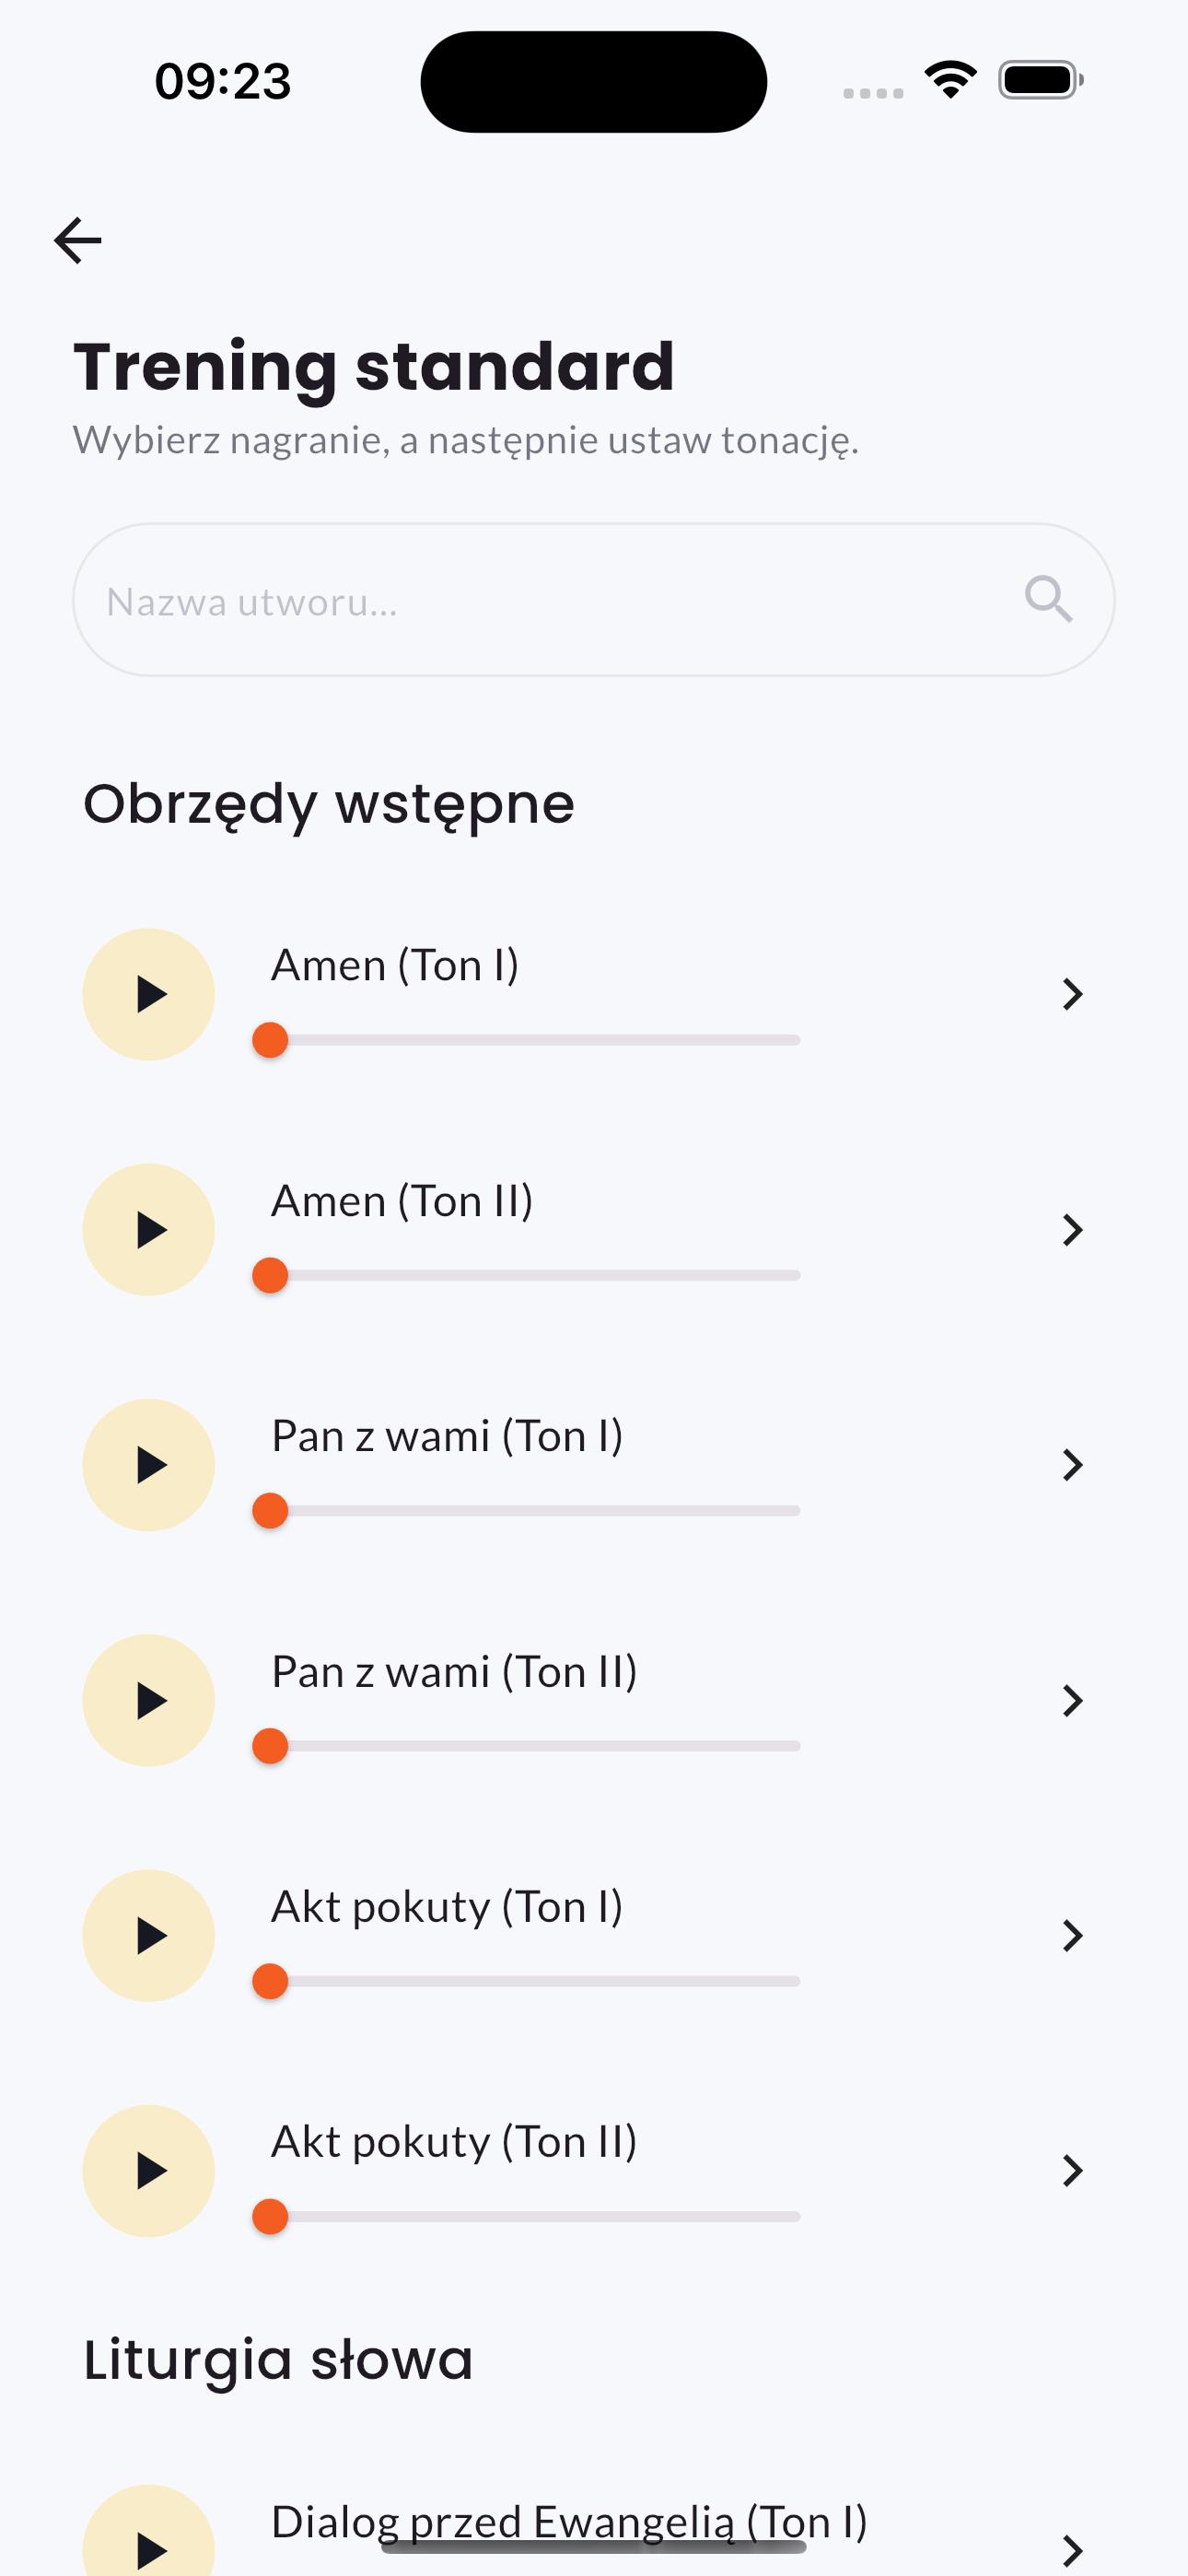 09:23
Trening standard
Wybierz nagranie, a następnie ustaw tonację.
Nazwa utworu...
Obrzędy wstępne
Amen (Ton I)
Amen (Ton II)
Pan z wami (Ton I)
Pan z wami (Ton II)
Akt pokuty (Ton I)
Akt pokuty (Ton II)
Liturgia słowa
Dialog przed Ewangelią (Ton I)